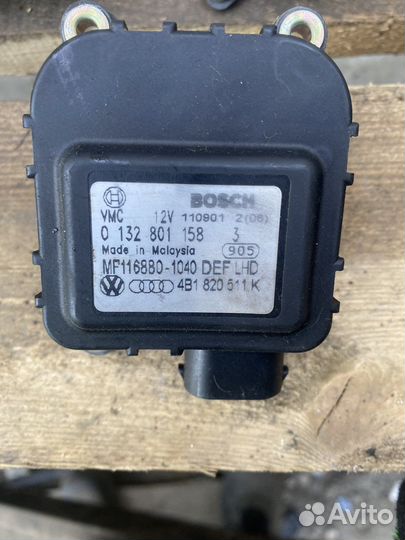 BOSCH
VMC 12V 110901 2(06)
0 132 801 158 3
Made in Malaysia 905
MF116880-1040 DEF LHD
4B1 820 511 K
Avito